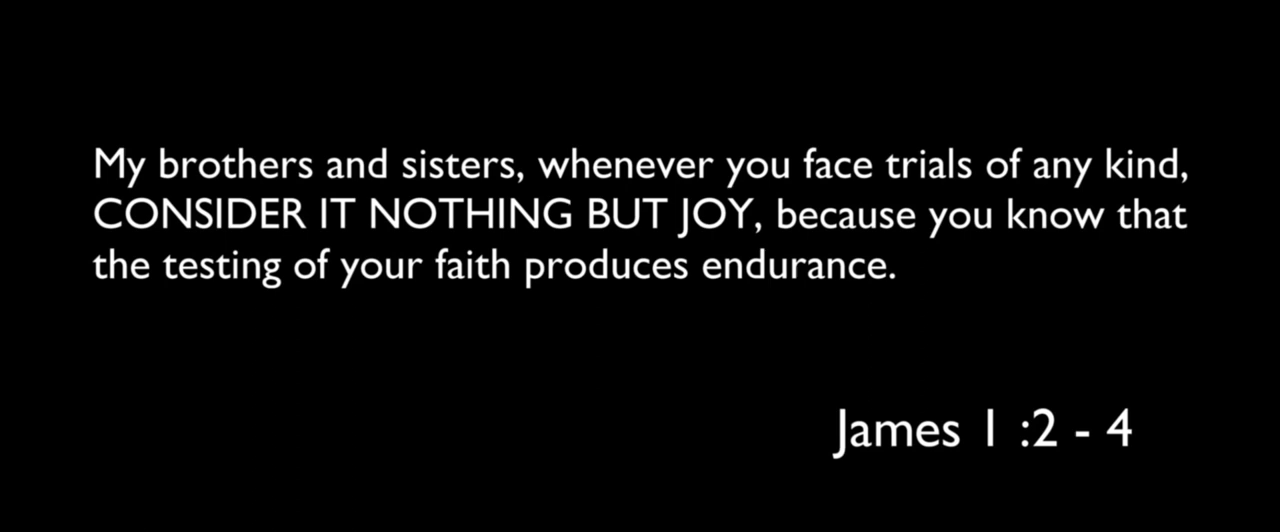 My brothers and sisters, whenever you face trials of any kind,
CONSIDER IT NOTHING BUT JOY, because you know that
the testing of your faith produces endurance.
James 1 :2 - 4